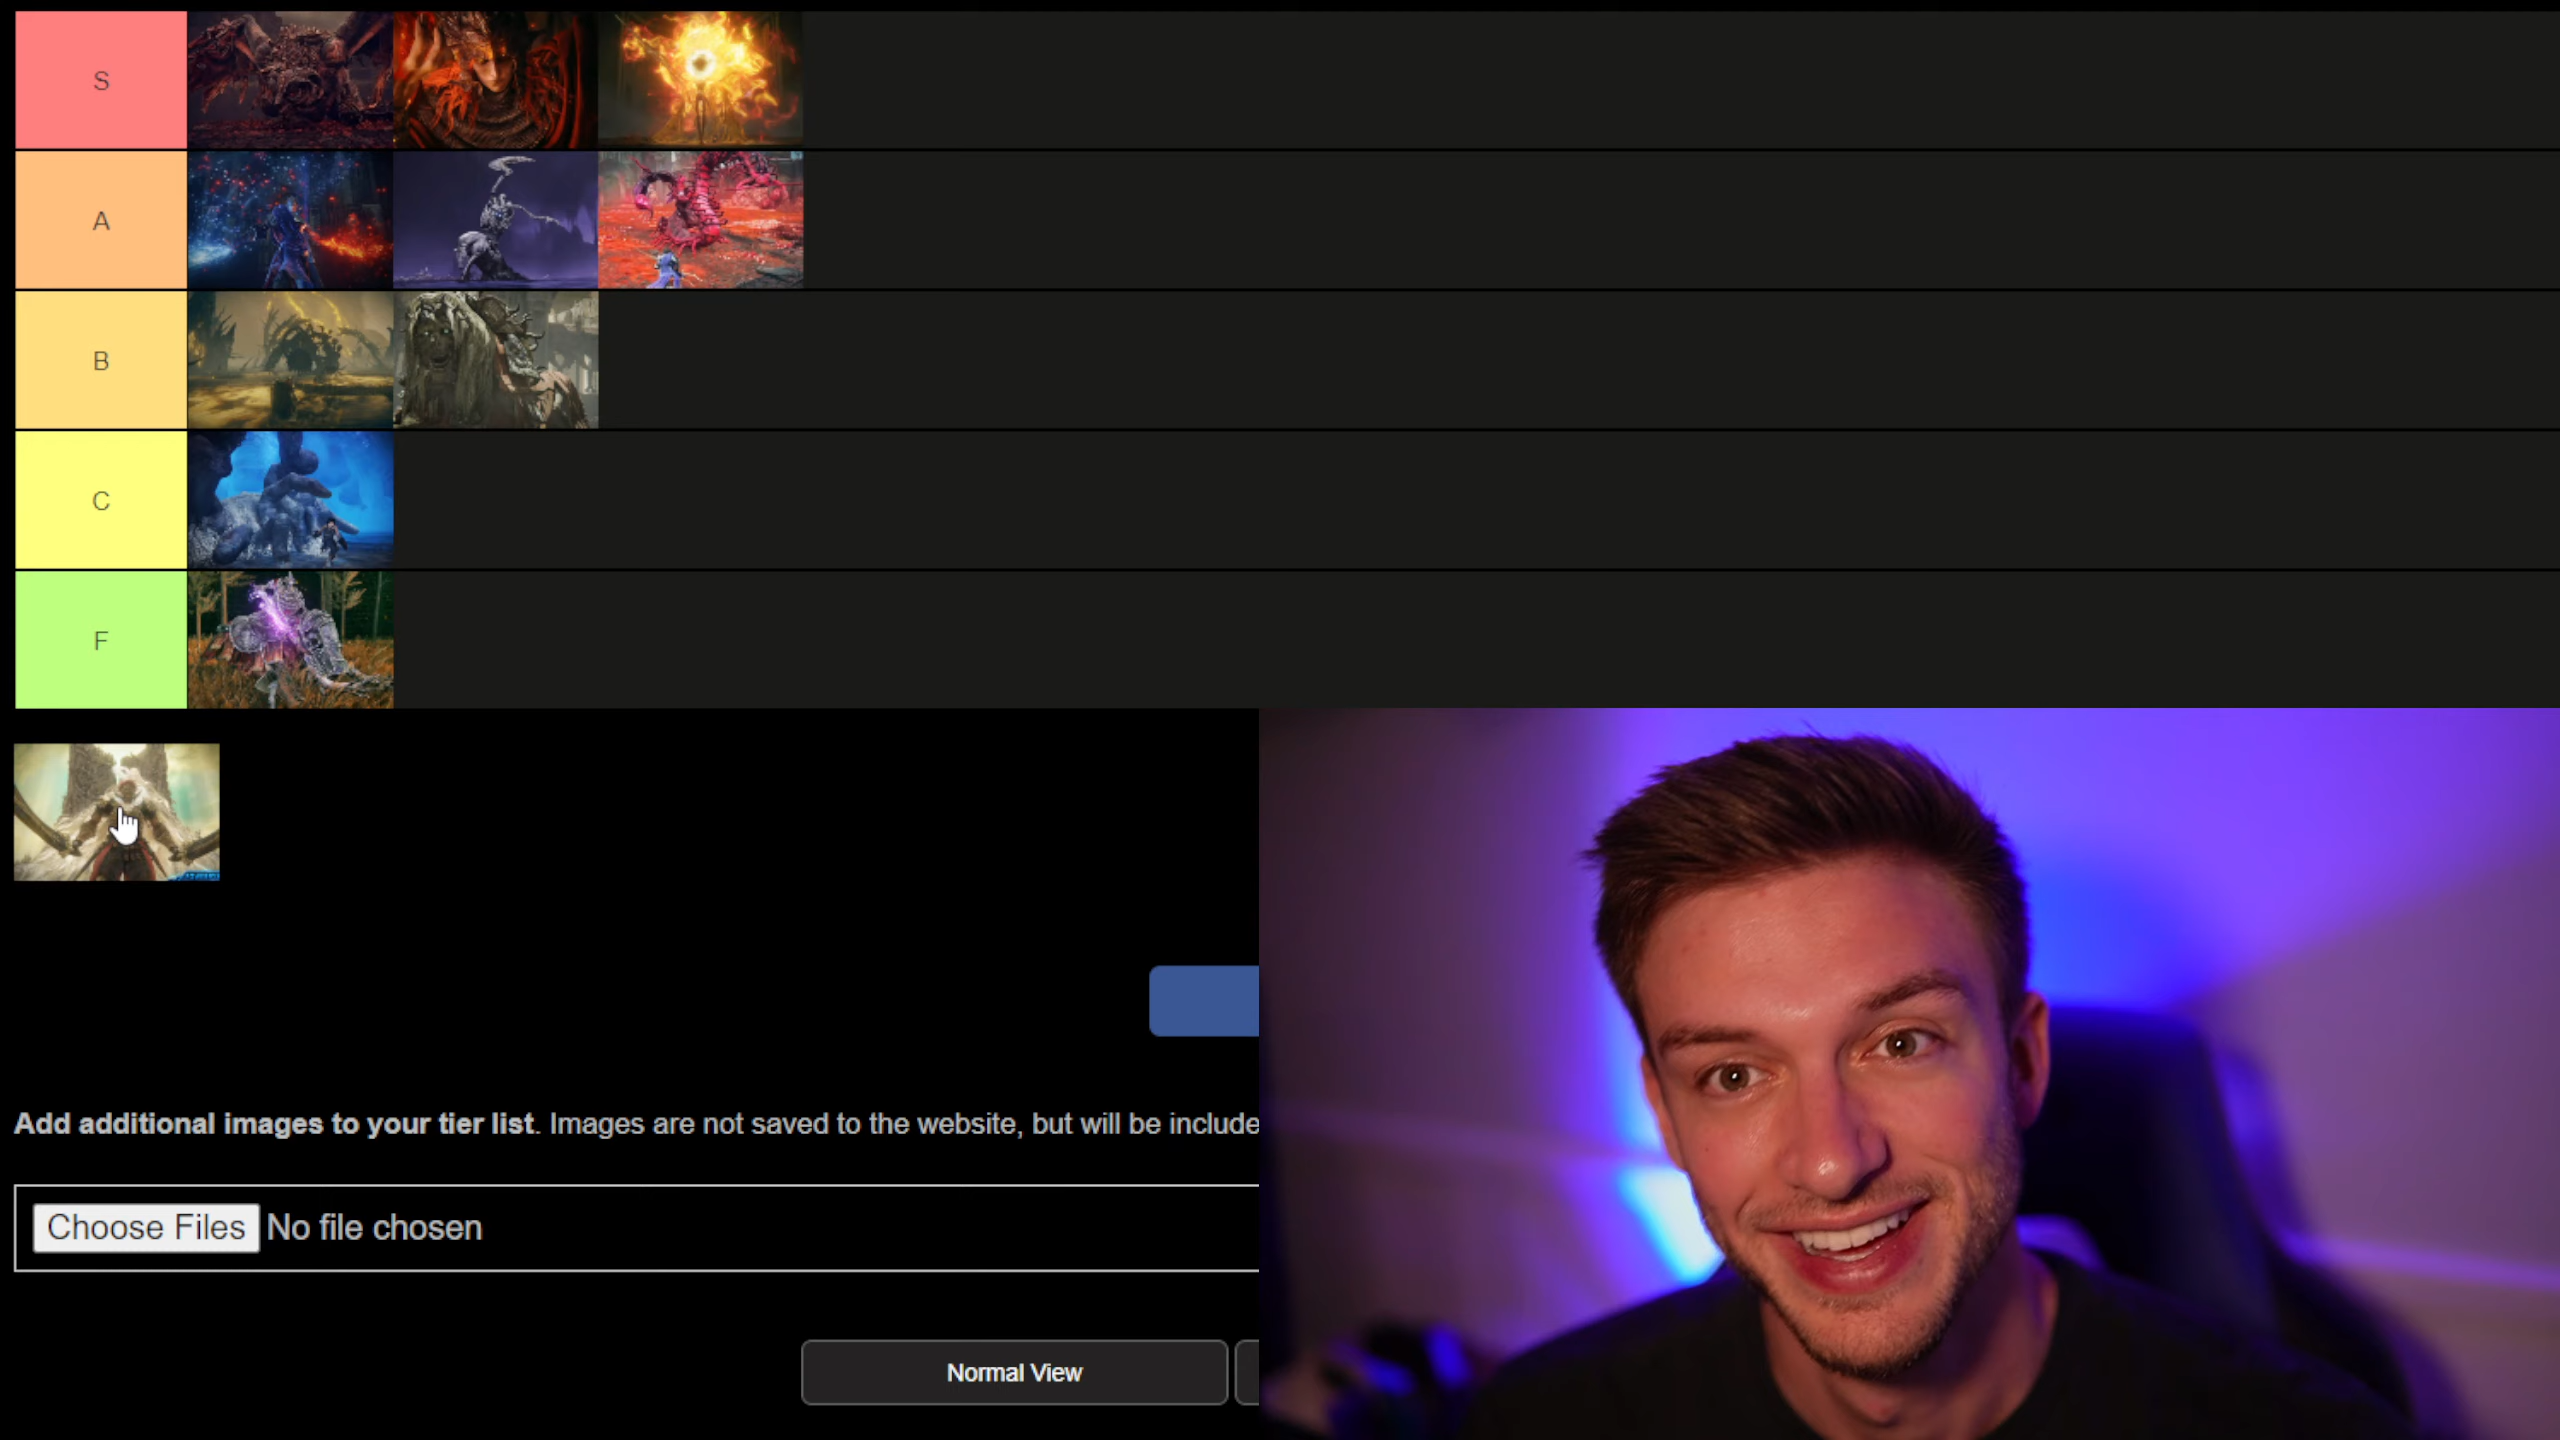 S
A
B
C
F
Add additional images to your tier list. Images are not saved to the website, but will be include
Choose Files No file chosen
Normal View